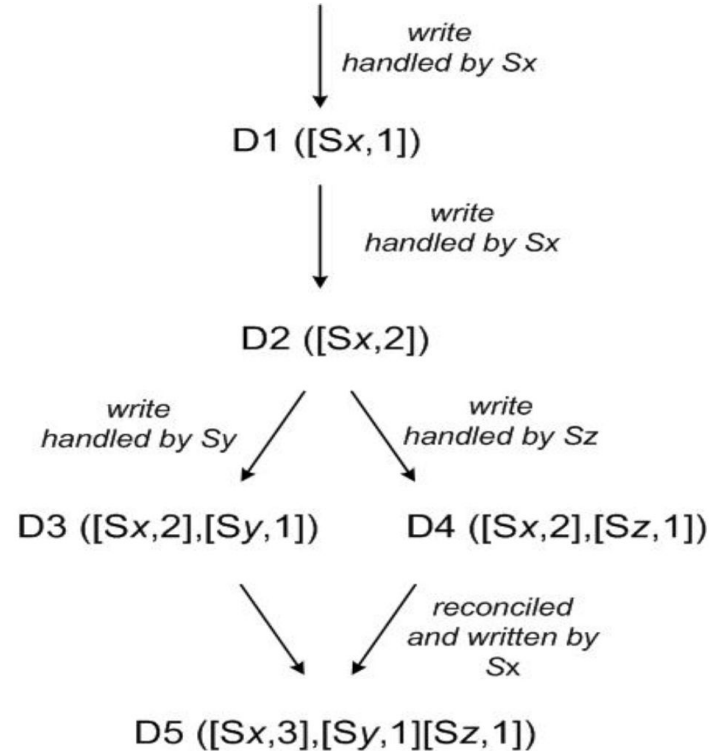 write
handled by Sx
D1 ([Sx,1])
write
handled by Sx
D2 ([Sx,2])
write
handled by Sy
write
handled by Sz
D3 ([Sx,2],[Sy,1])
D4 ([Sx,2],[Sz,1])
reconciled
and written by
Sx
D5 ([Sx,3],[Sy,1][Sz,1])